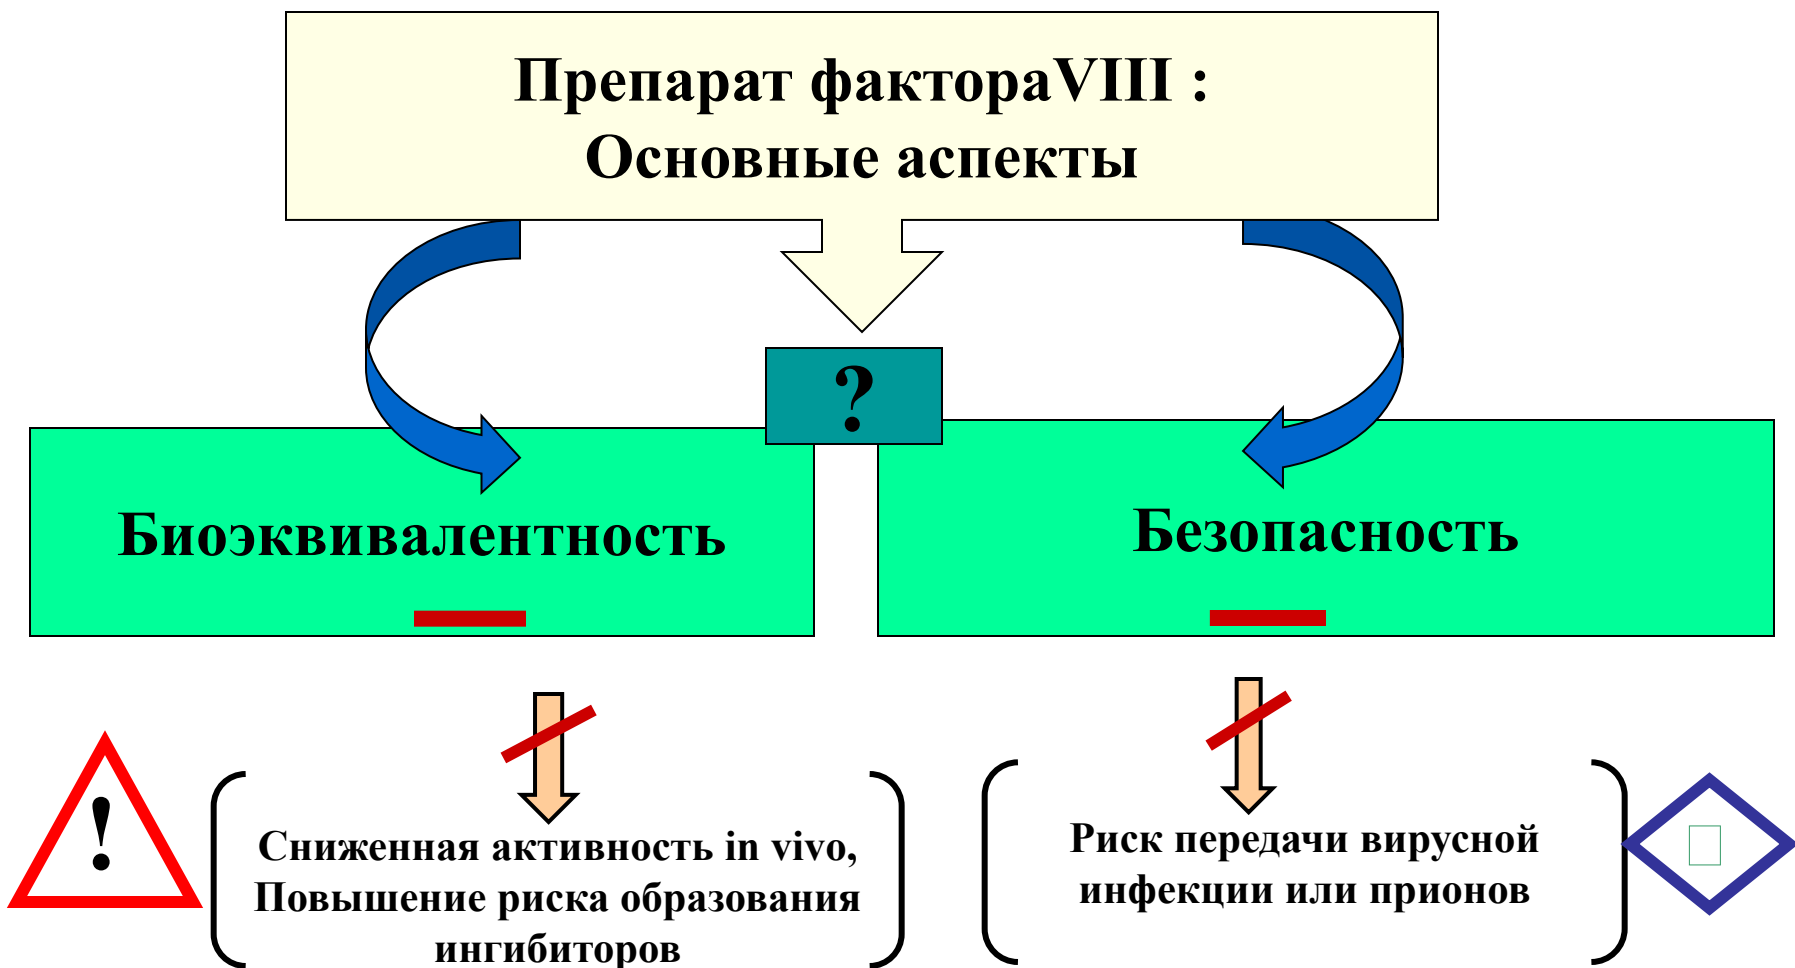 Препарат фактораVIII :
Основные аспекты
?
Биоэквивалентность
Безопасность
!
Сниженная активность in vivo,
Повышение риска образования
ингибиторов
Риск передачи вирусной
инфекции или прионов